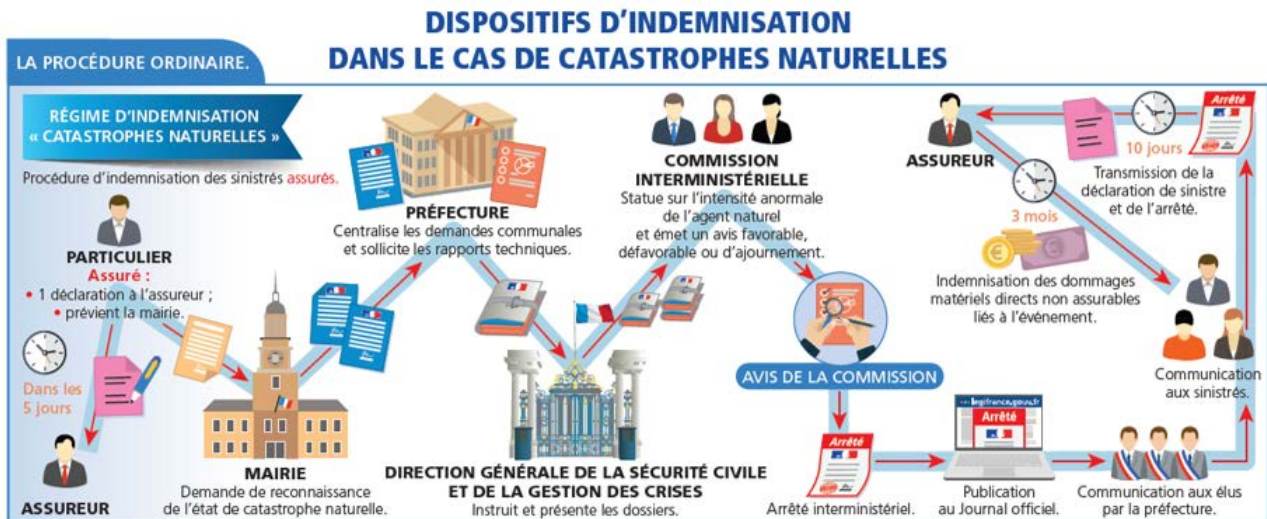 DISPOSITIFS D'INDEMNISATION
DANS LE CAS DE CATASTROPHES NATURELLES
LA PROCÉDURE ORDINAIRE.
RÉGIME D'INDEMNISATION
« CATASTROPHES NATURELLES »
Procédure d'indemnisation des sinistrés assurés.
PARTICULIER
Assuré :
• 1 déclaration à l'assureur ;
• prévient la mairie.
Dans les
5 jours
ASSUREUR
MAIRIE
Demande de reconnaissance
de l'état de catastrophe naturelle.
PRÉFECTURE
Centralise les demandes communales
et sollicite les rapports techniques.
DIRECTION GÉNÉRALE DE LA SÉCURITÉ CIVILE
ET DE LA GESTION DES CRISES
Instruit et présente les dossiers.
COMMISSION
INTERMINISTÉRIELLE
Statue sur l'intensité anormale
de l'agent naturel
et émet un avis favorable,
défavorable ou d'ajournement.
AVIS DE LA COMMISSION
Arrêté
Arrêté interministériel.
legifrance.gouv.fr
Arrêté
Publication
au Journal officiel.
Communication aux élus
par la préfecture.
Communication
aux sinistrés.
Arrêté
10 jours
Transmission de la
déclaration de sinistre
et de l'arrêté.
ASSUREUR
3 mois
Indemnisation des dommages
matériels directs non assurables
liés à l'événement.